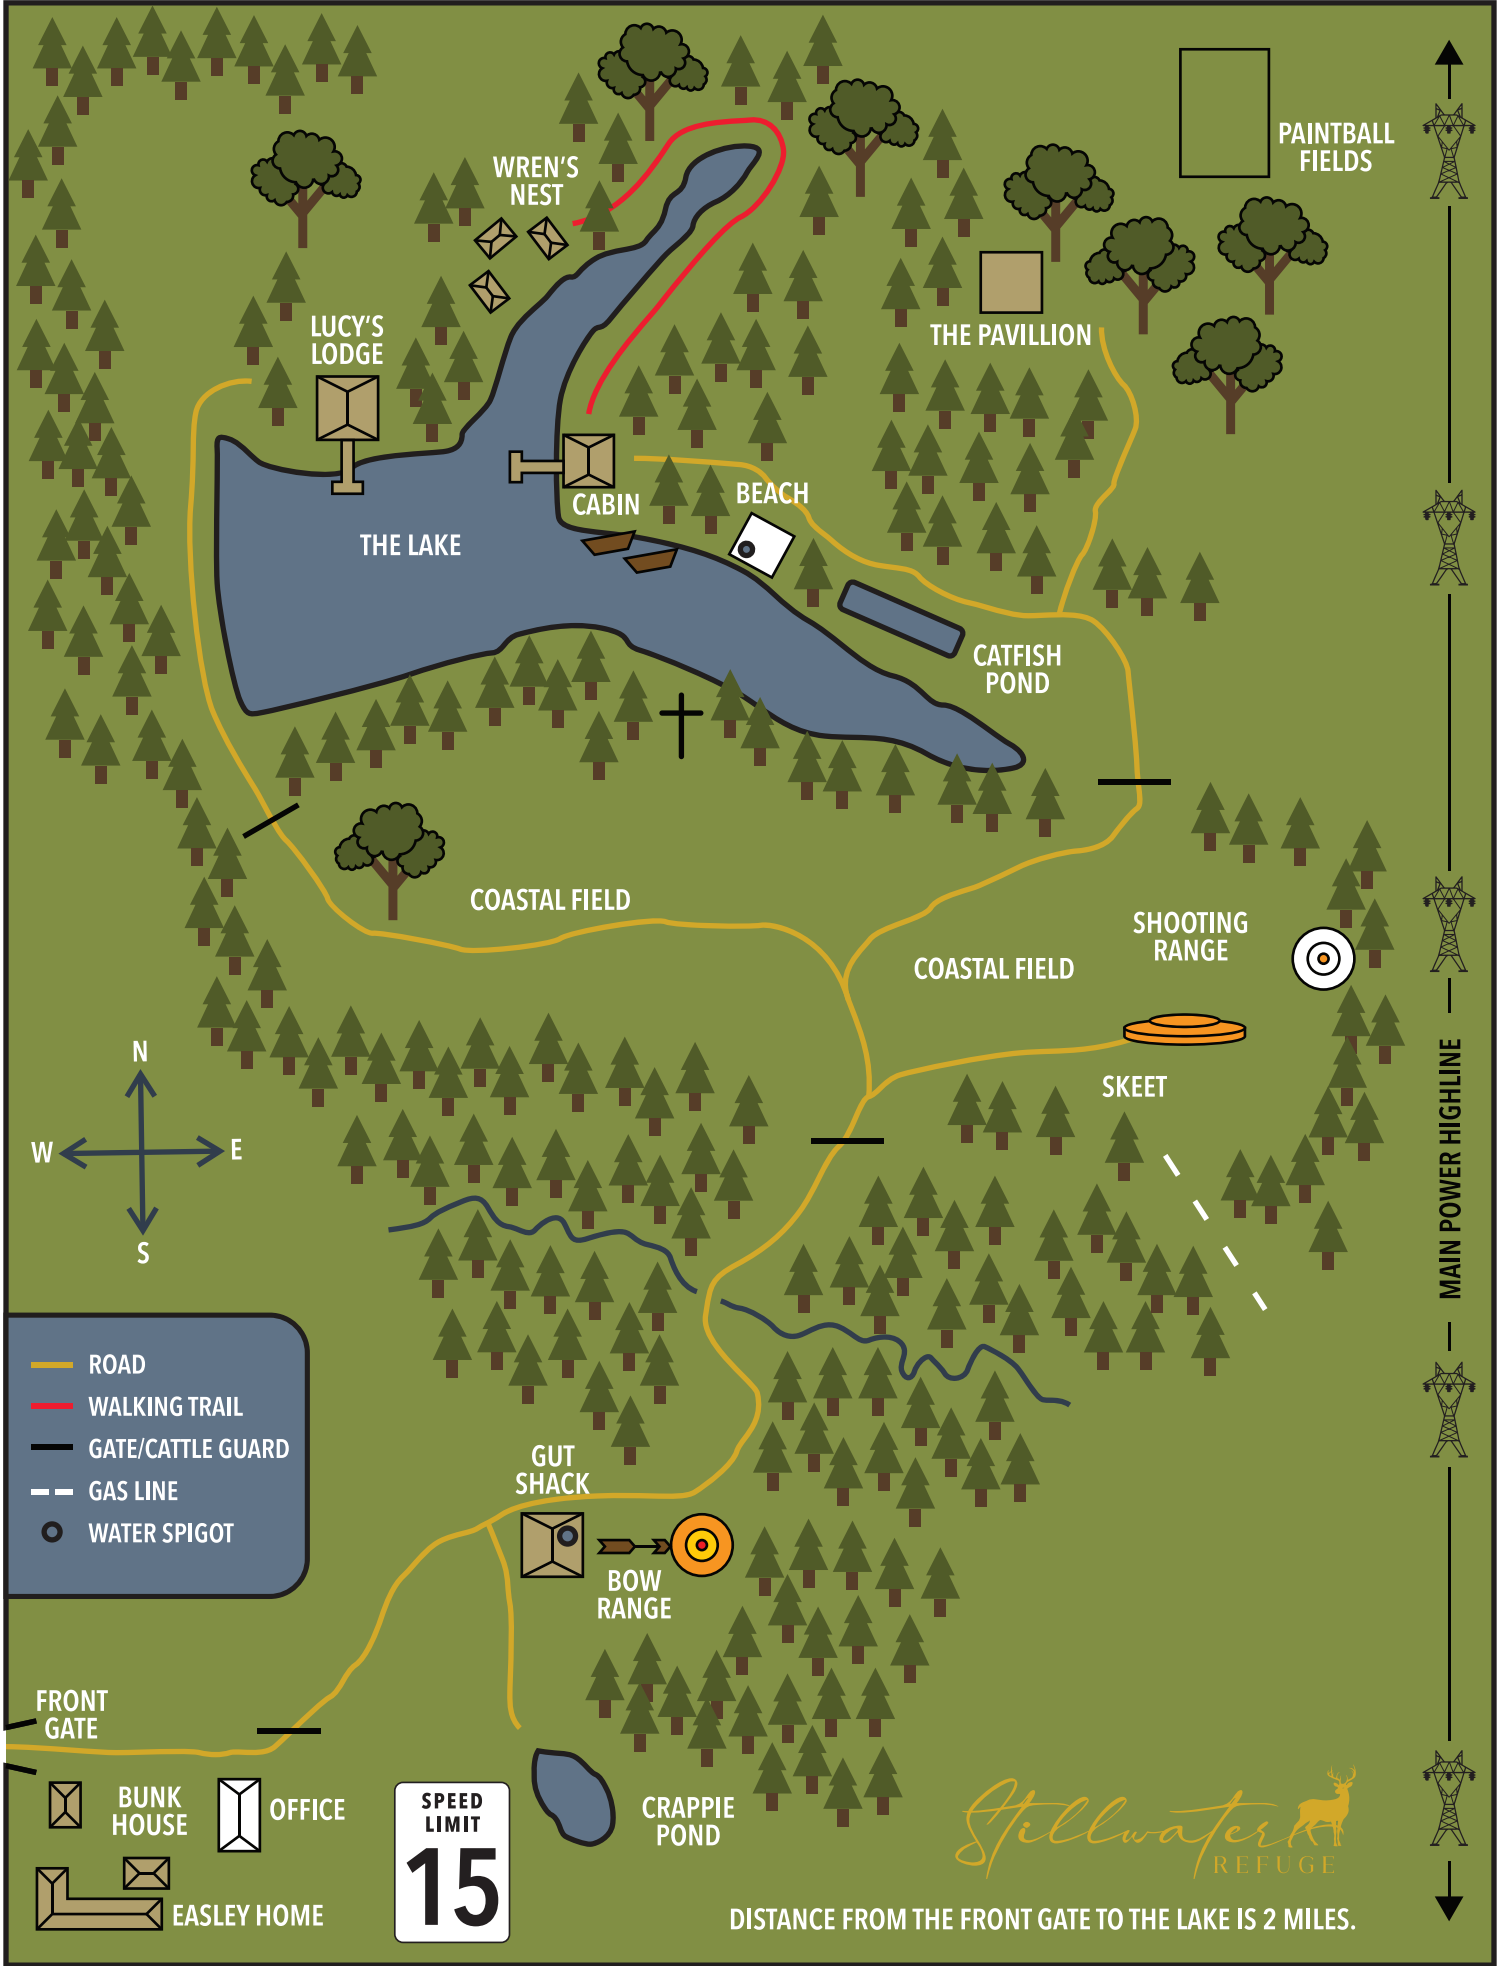 PAINTBALL
FIELDS
WREN'S
NEST
LUCY'S
LODGE
THE PAVILLION
CABIN
BEACH
THE LAKE
CATFISH
POND
COASTAL FIELD
SHOOTING
RANGE
COASTAL FIELD
SKEET
N
W
E
S
MAIN POWER HIGHLINE
ROAD
WALKING TRAIL
GATE/CATTLE GUARD
GAS LINE
WATER SPIGOT
GUT
SHACK
BOW
RANGE
FRONT
GATE
BUNK
HOUSE
OFFICE
SPEED
LIMIT
15
CRAPPIE
POND
Stillwater
REFUGE
EASLEY HOME
DISTANCE FROM THE FRONT GATE TO THE LAKE IS 2 MILES.